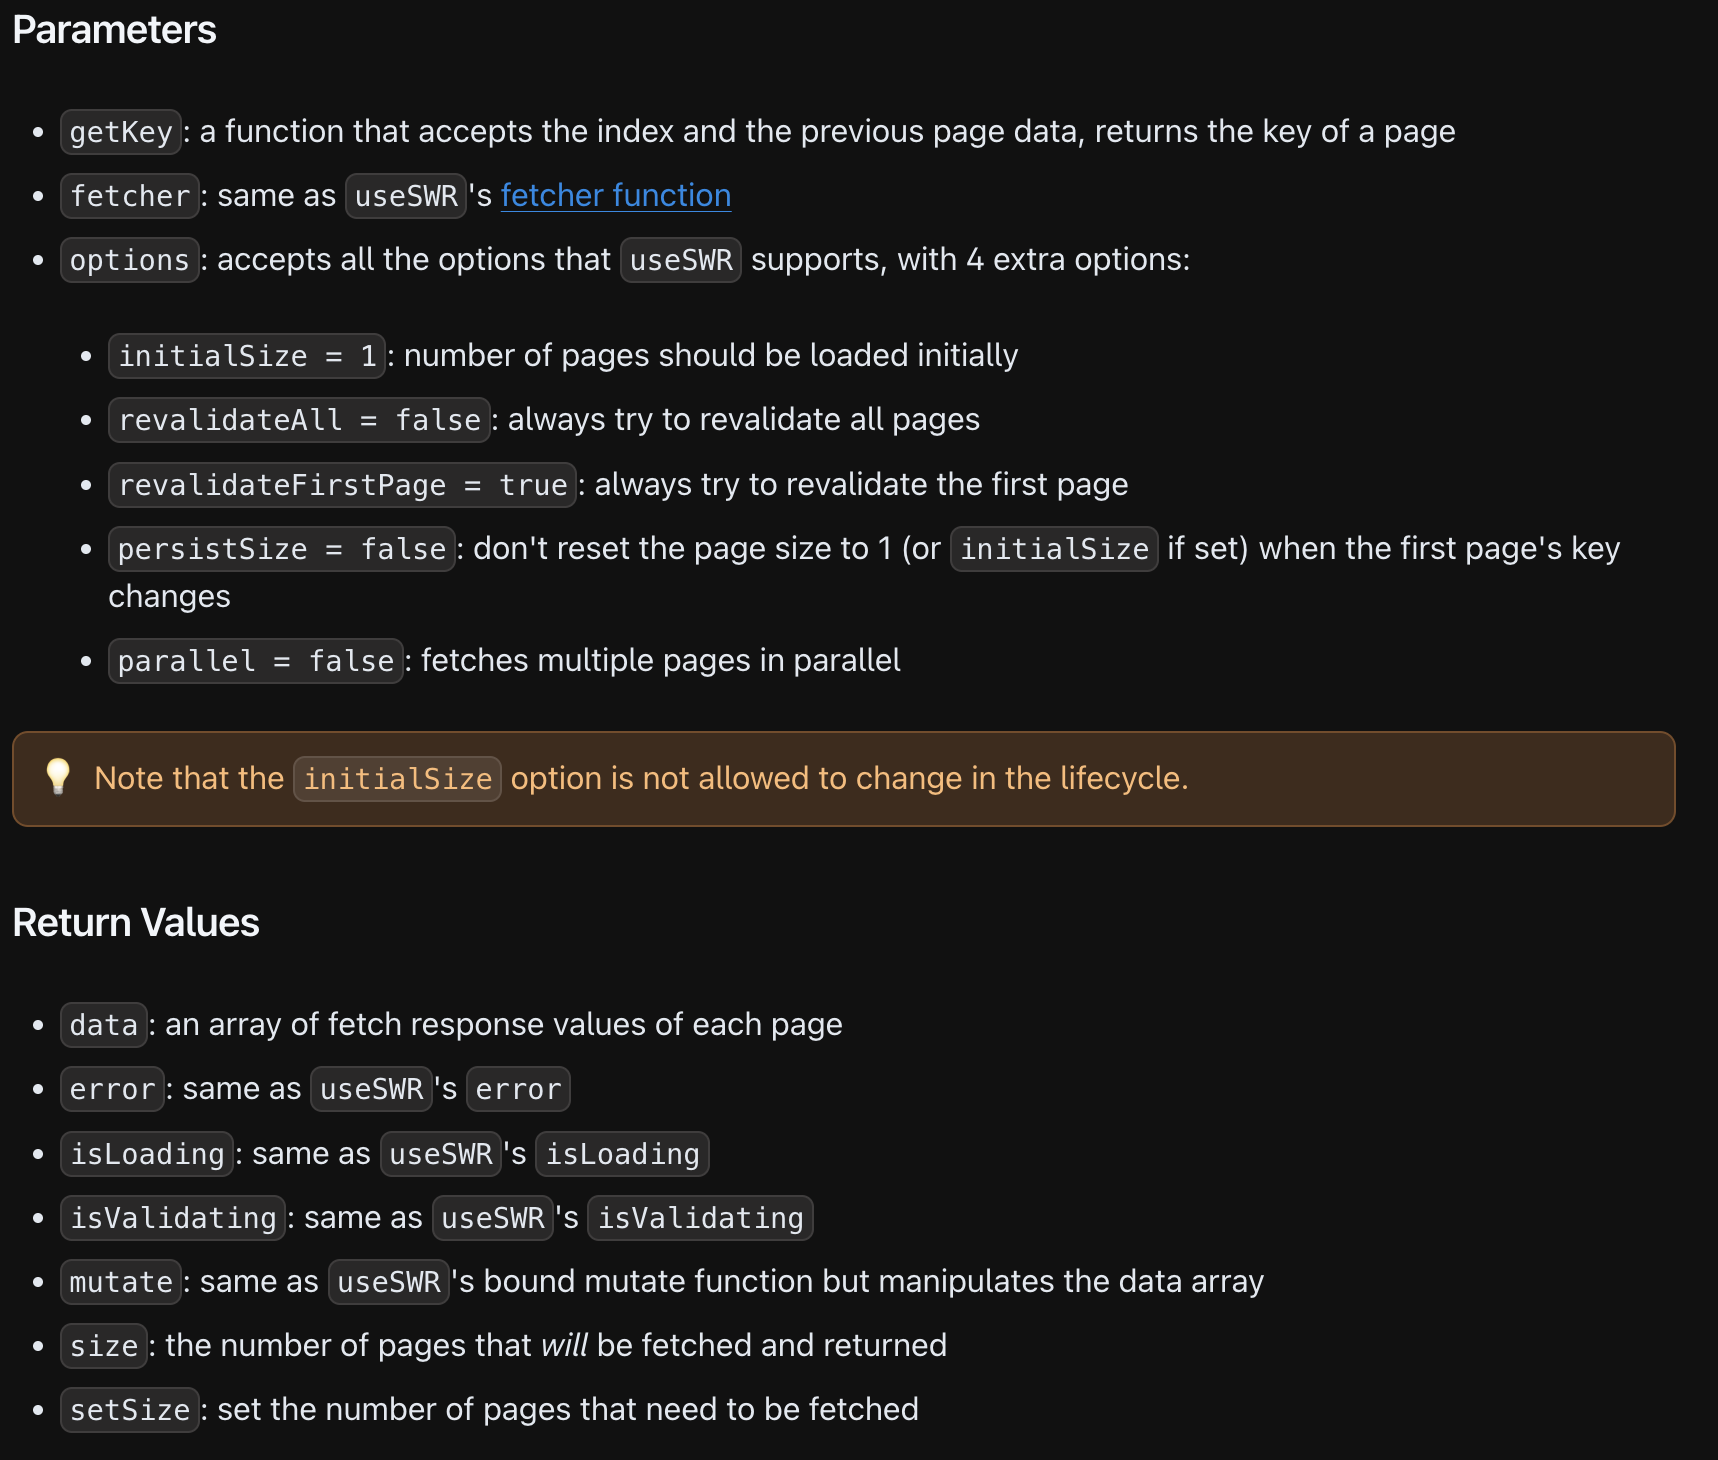 Parameters
• getKey: a function that accepts the index and the previous page data, returns the key of a page
• fetcher: same as useSWR's fetcher function
• options: accepts all the options that useSWR supports, with 4 extra options:
• initialSize = 1: number of pages should be loaded initially
• revalidateAll = false: always try to revalidate all pages
• revalidateFirstPage = true: always try to revalidate the first page
• persistSize = false: don't reset the page size to 1 (or initialSize if set) when the first page's key
changes
• parallel = false: fetches multiple pages in parallel
💡 Note that the initialSize option is not allowed to change in the lifecycle.
Return Values
• data: an array of fetch response values of each page
• error: same as useSWR's error
• isLoading: same as useSWR's isLoading
• isValidating: same as useSWR's isValidating
• mutate: same as useSWR's bound mutate function but manipulates the data array
• size: the number of pages that will be fetched and returned
• setSize: set the number of pages that need to be fetched